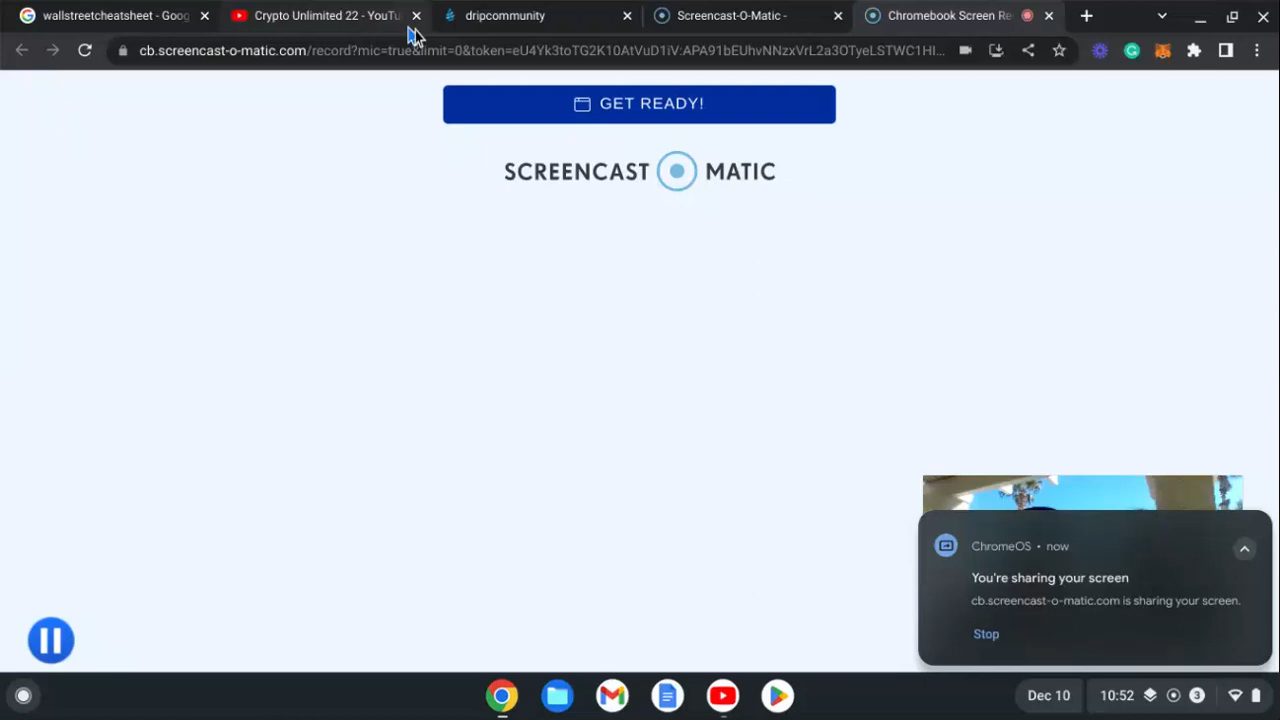 wallstreetcheatsheet - Goog
Crypto Unlimited 22 - YouTu
dripcommunity
Screencast-O-Matic -
Chromebook Screen Re
cb.screencast-o-matic.com/record?mic=true&limit=0&token=eU4Yk3toTG2K10AtVuD1iV:APA91bEUhvNNzxVrL2a3OTyeLSTWC1HI...
GET READY!
SCREENCAST MATIC
ChromeOS • now
You're sharing your screen
cb.screencast-o-matic.com is sharing your screen.
Stop
Dec 10
10:52
3